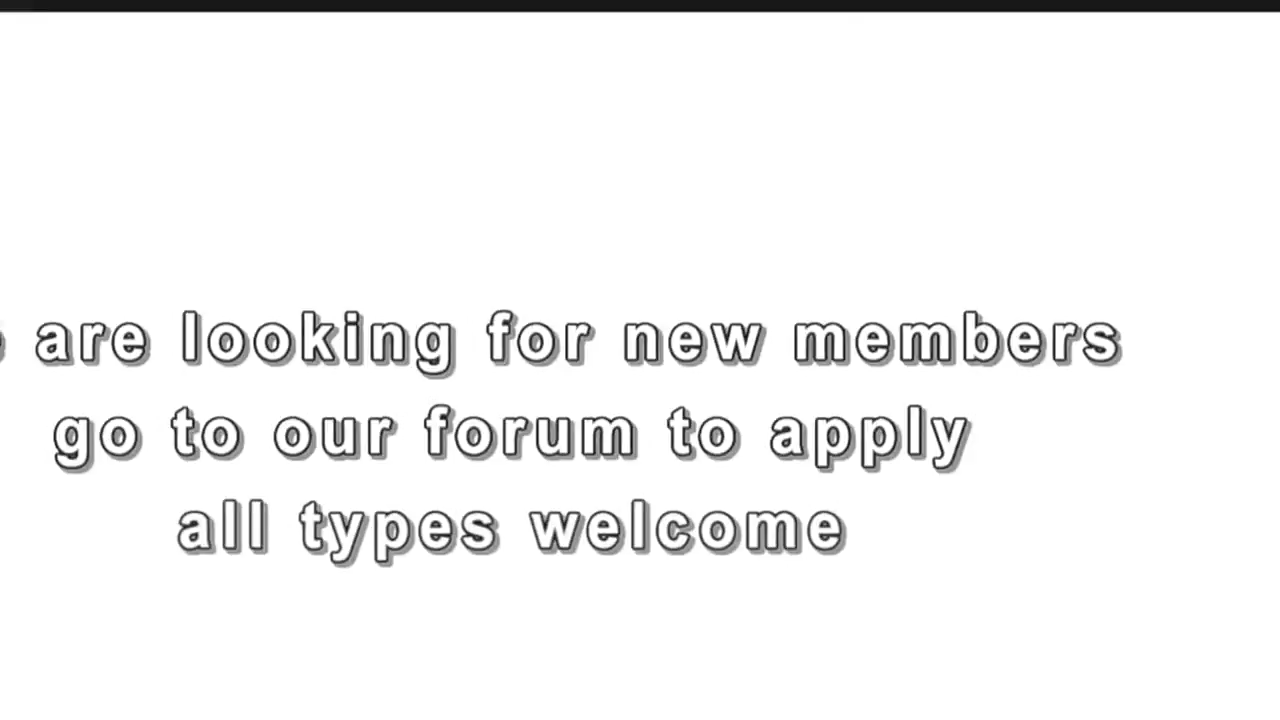 are looking for new members
go to our forum to apply
all types welcome